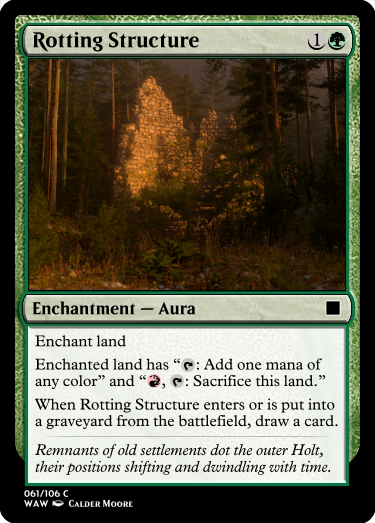 Rotting Structure 1
Enchantment — Aura
Enchant land
Enchanted land has “: Add one mana of
any color” and “, : Sacrifice this land.”
When Rotting Structure enters or is put into
a graveyard from the battlefield, draw a card.
Remnants of old settlements dot the outer Holt,
their positions shifting and dwindling with time.
061/106 C
WAW Calder Moore